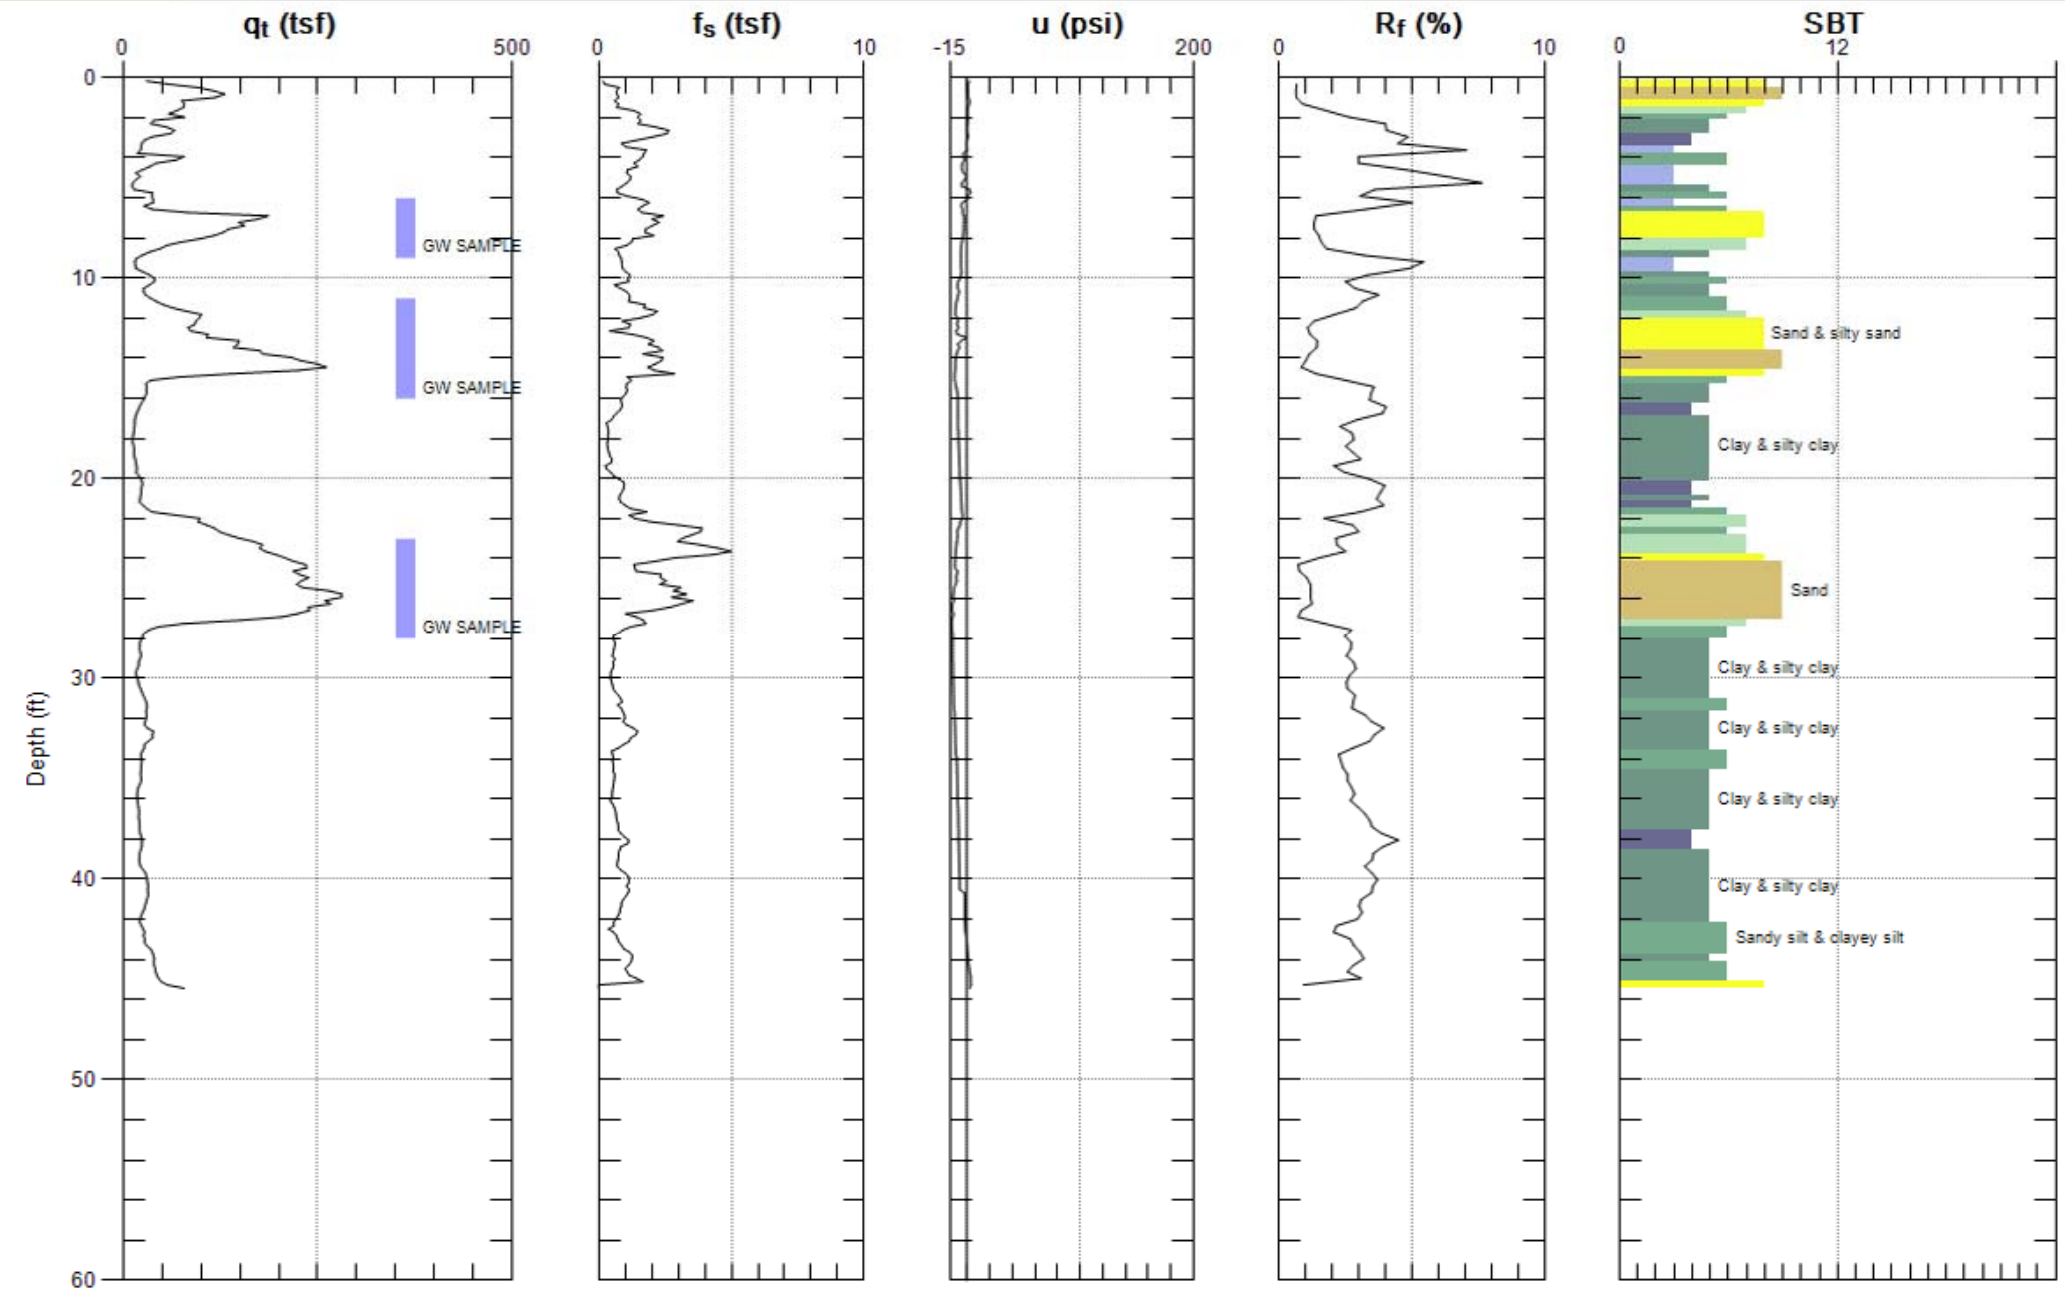 qt (tsf) fs (tsf) u (psi) Rf (%) SBT
0 500 0 10 -15 200 0 10 0 12
0
GW SAMPLE
10
Sand & silty sand
GW SAMPLE
Clay & silty clay
20
Sand
GW SAMPLE
Clay & silty clay
30
Clay & silty clay
Depth (ft)
Clay & silty clay
40
Clay & silty clay
Sandy silt & clayey silt
50
60